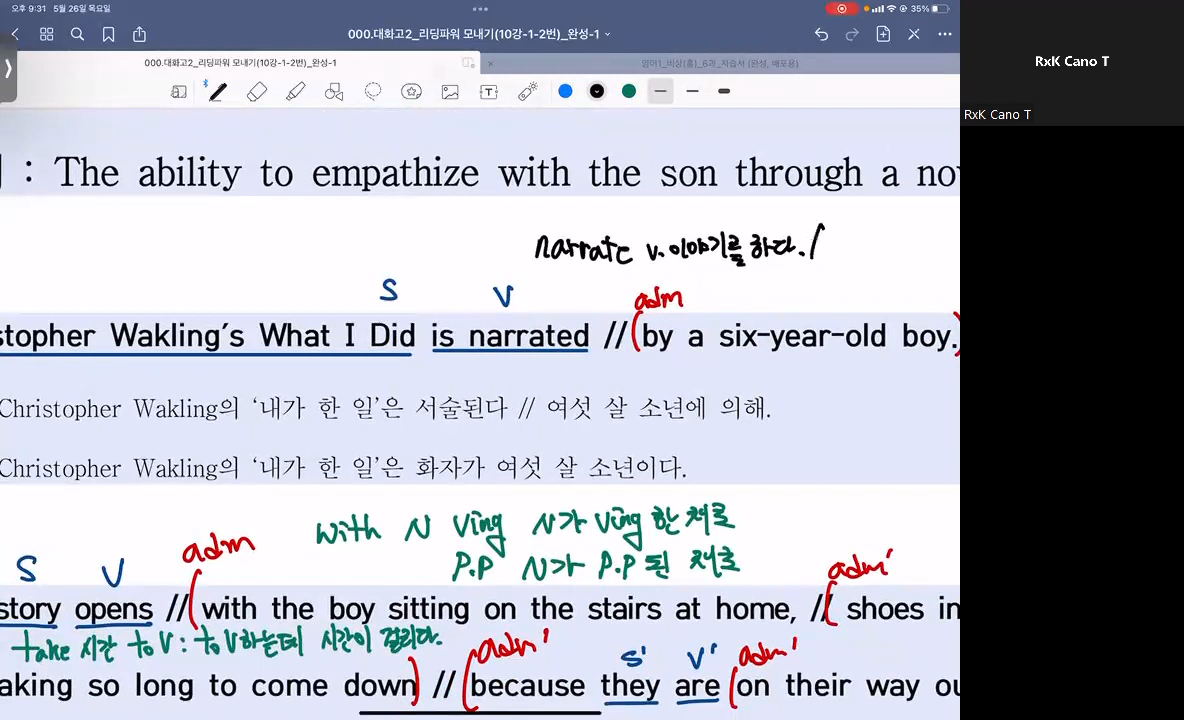 오후 9:31 5월 26일 목요일
35%
000.대화고2_리딩파워 모내기(10강-1-2번)_완성-1
RxK Cano T
000.대화고2_리딩파워 모내기(10강-1-2번)_완성-1
영어1_비상(홍)_6과_자습서 (완성, 배포용)
RxK Cano T
: The ability to empathize with the son through a no
narrate v. 이야기를 하다. /
S V adm
stopher Wakling's What I Did is narrated // (by a six-year-old boy.)
Christopher Wakling의 '내가 한 일'은 서술된다 // 여섯 살 소년에 의해.
Christopher Wakling의 '내가 한 일'은 화자가 여섯 살 소년이다.
with N Ving N가 Ving 한 채로
P.P N가 P.P 된 채로
S V adm adm'
story opens // (with the boy sitting on the stairs at home, // ( shoes in
take 시간 to V : to V하는데 시간이 걸리다.
adm' S' V' adm'
aking so long to come down) // (because they are (on their way ou